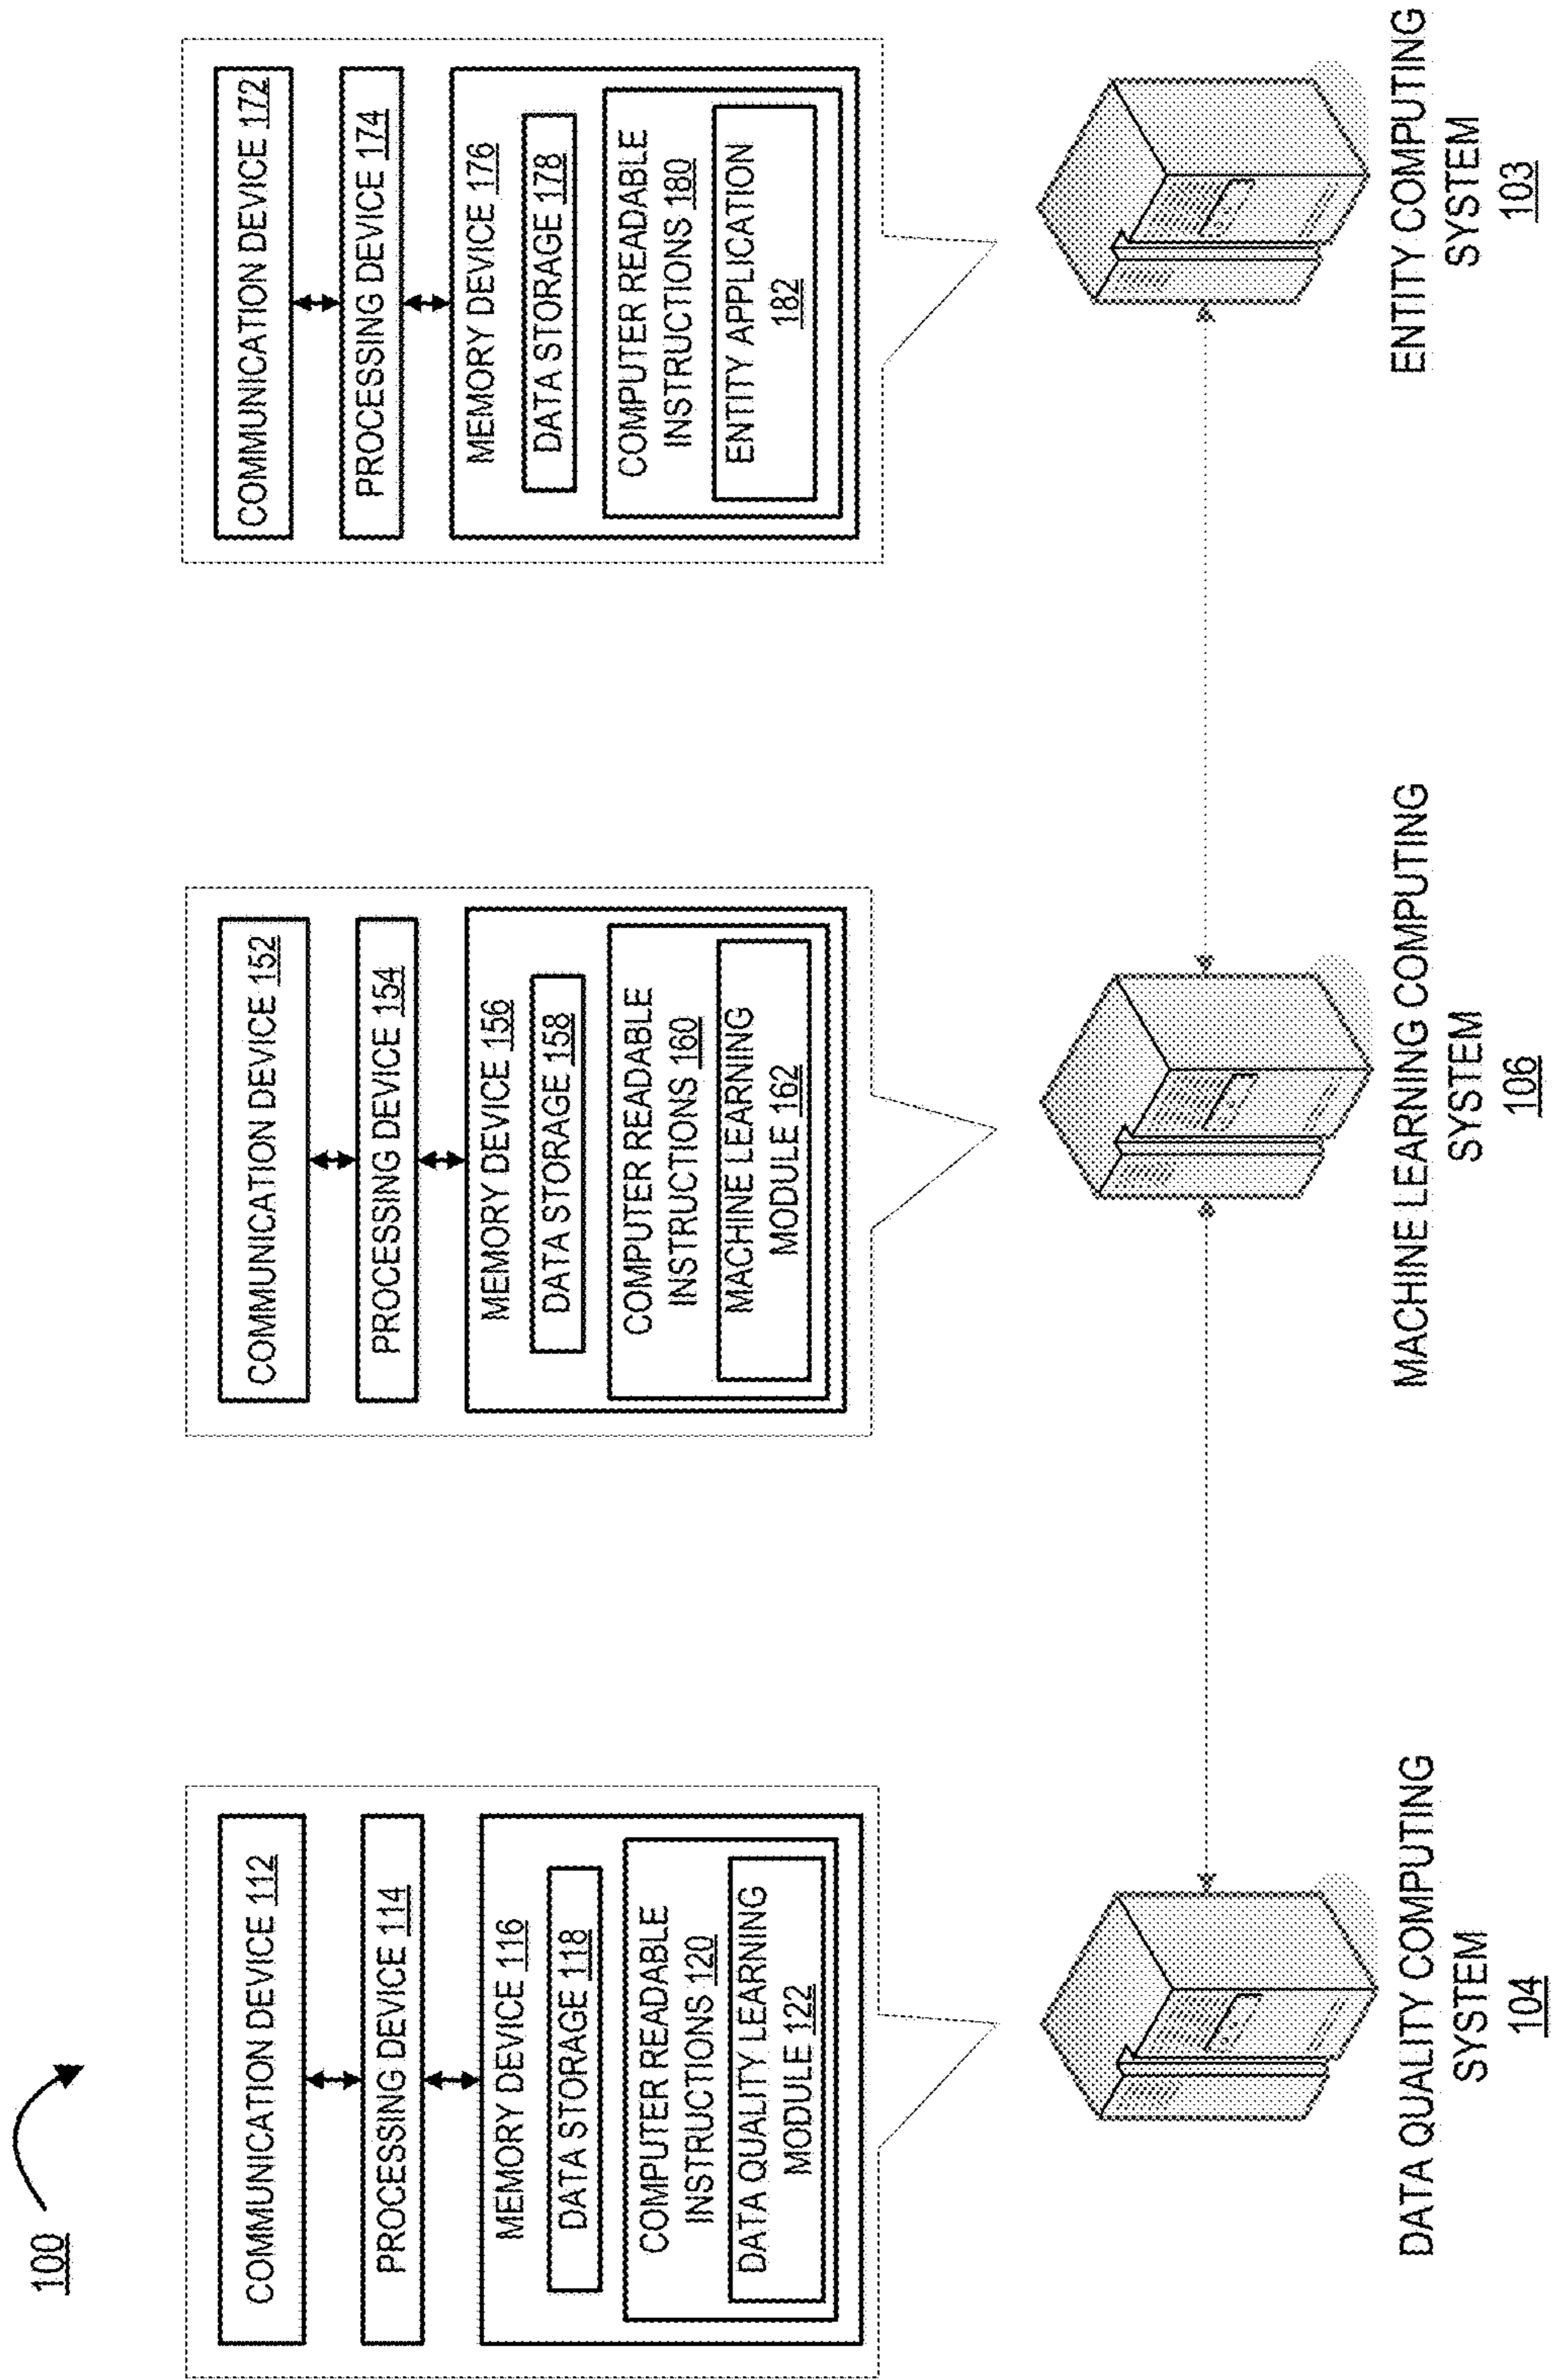 100
COMMUNICATION DEVICE 112
PROCESSING DEVICE 114
MEMORY DEVICE 116
DATA STORAGE 118
COMPUTER READABLE
INSTRUCTIONS 120
DATA QUALITY LEARNING
MODULE 122
DATA QUALITY COMPUTING
SYSTEM
104
COMMUNICATION DEVICE 152
PROCESSING DEVICE 154
MEMORY DEVICE 156
DATA STORAGE 158
COMPUTER READABLE
INSTRUCTIONS 160
MACHINE LEARNING
MODULE 162
MACHINE LEARNING COMPUTING
SYSTEM
106
COMMUNICATION DEVICE 172
PROCESSING DEVICE 174
MEMORY DEVICE 176
DATA STORAGE 178
COMPUTER READABLE
INSTRUCTIONS 180
ENTITY APPLICATION
182
ENTITY COMPUTING
SYSTEM
103